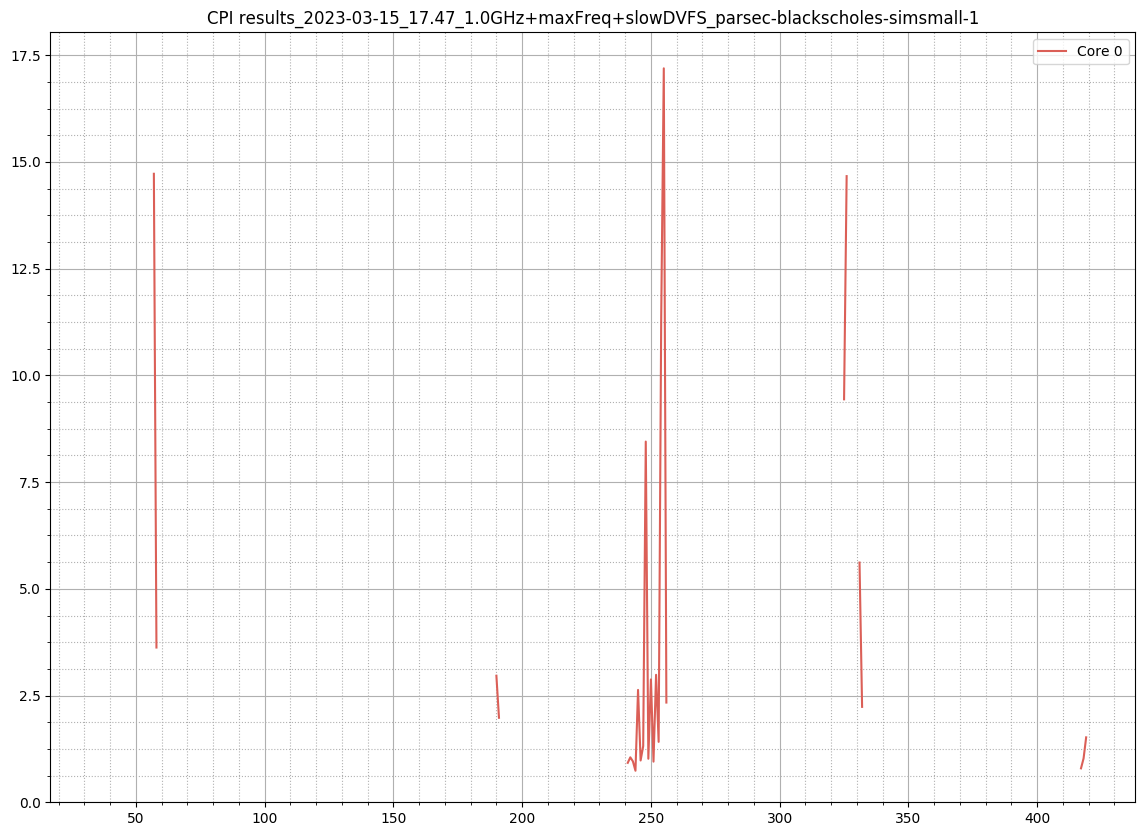 CPI results_2023-03-15_17.47_1.0GHz+maxFreq+slowDVFS_parsec-blackscholes-simsmall-1
Core 0
17.5
15.0
12.5
10.0
7.5
5.0
2.5
0.0
50 100 150 200 250 300 350 400